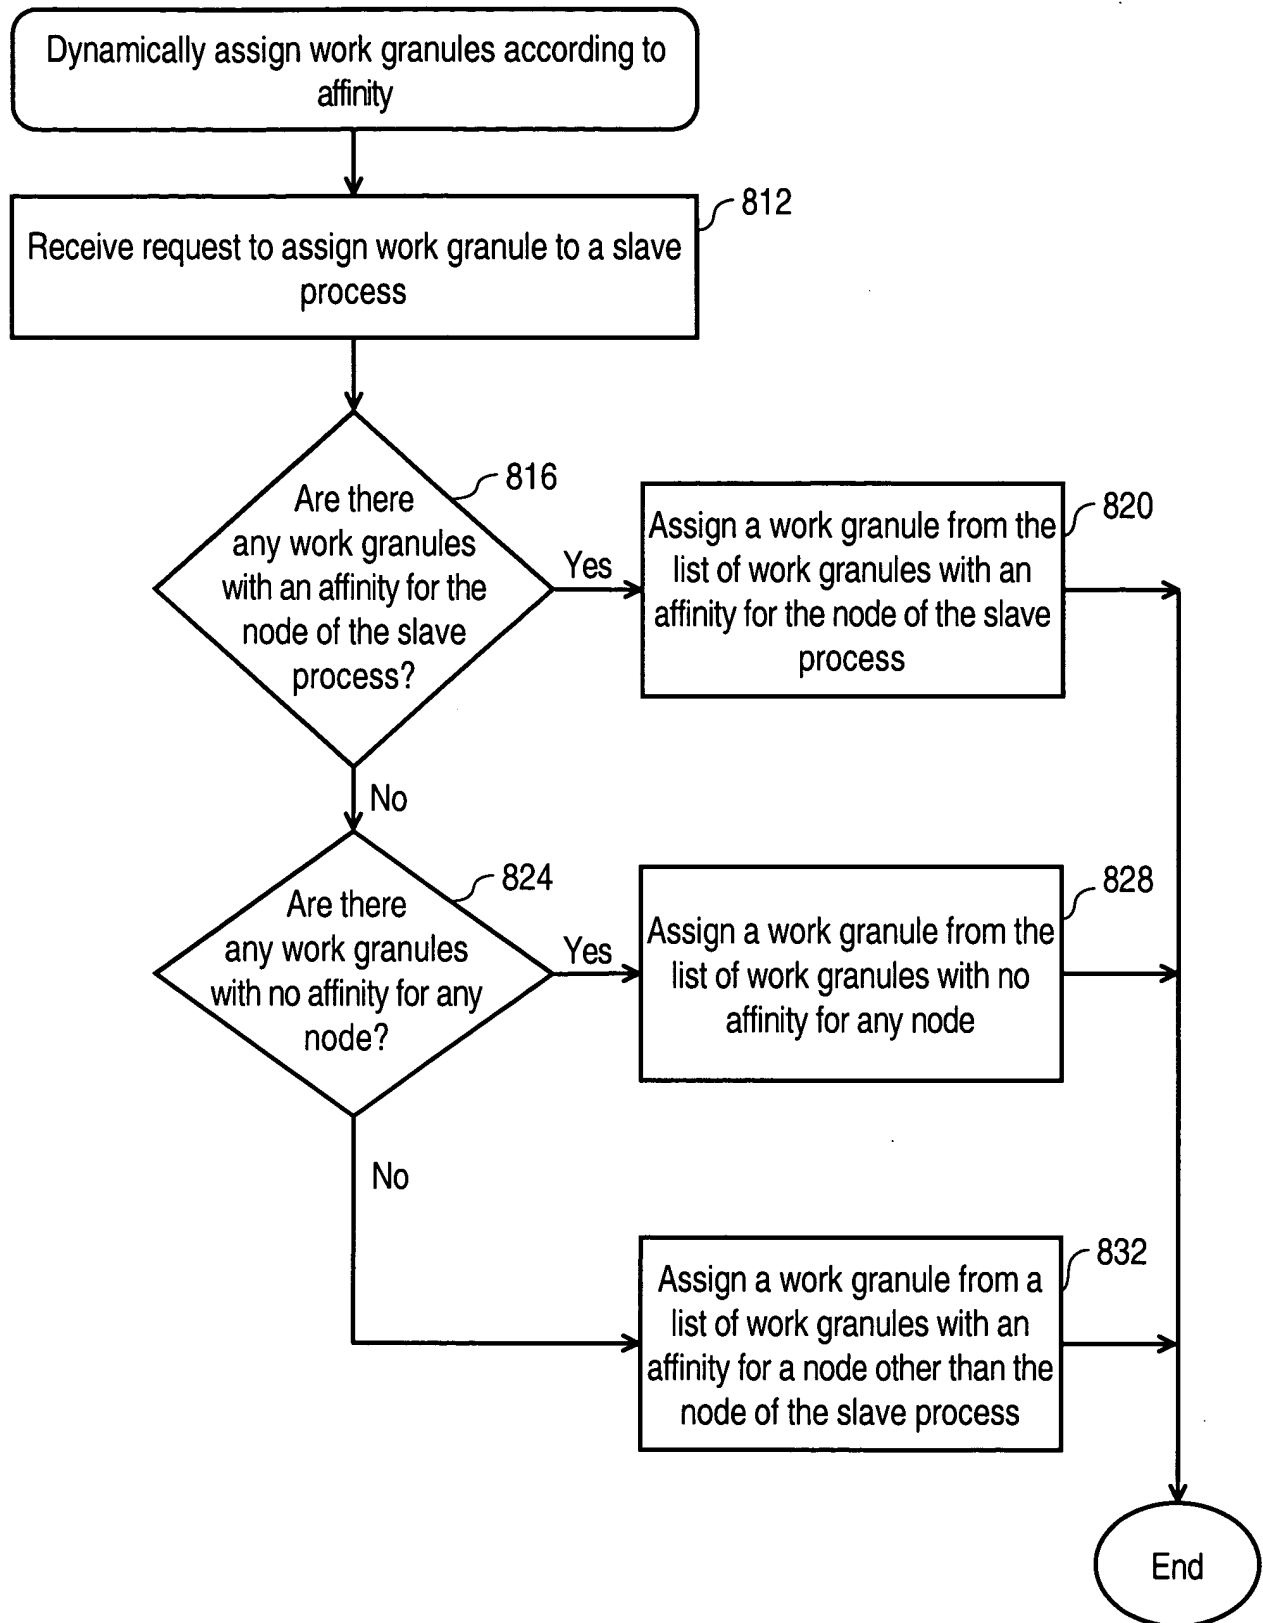 Dynamically assign work granules according to
affinity
812
Receive request to assign work granule to a slave
process
816
Are there
any work granules
with an affinity for the
node of the slave
process?
Yes
820
Assign a work granule from the
list of work granules with an
affinity for the node of the slave
process
No
824
Are there
any work granules
with no affinity for any
node?
Yes
828
Assign a work granule from the
list of work granules with no
affinity for any node
No
832
Assign a work granule from a
list of work granules with an
affinity for a node other than the
node of the slave process
End